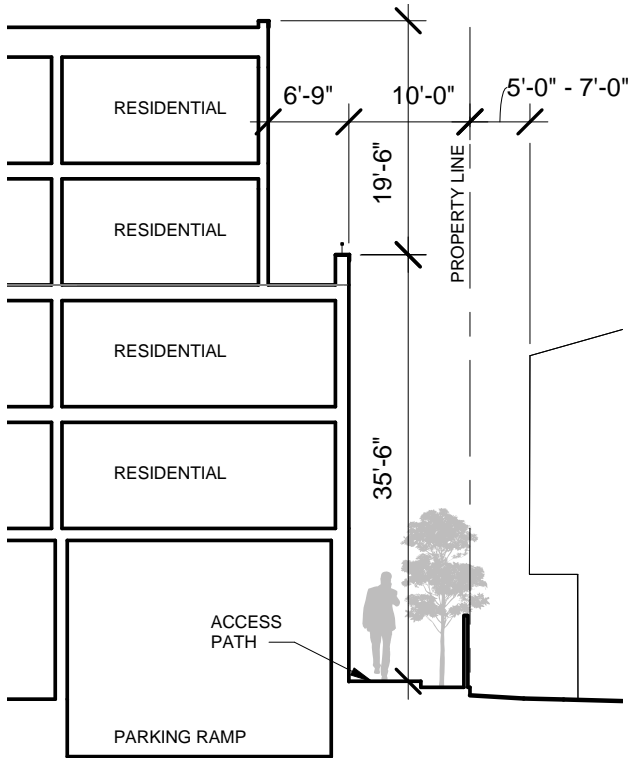 6'-9"
10'-0"
5'-0" - 7'-0"
RESIDENTIAL
19'-6"
PROPERTY LINE
RESIDENTIAL
RESIDENTIAL
RESIDENTIAL
35'-6"
ACCESS
PATH
PARKING RAMP